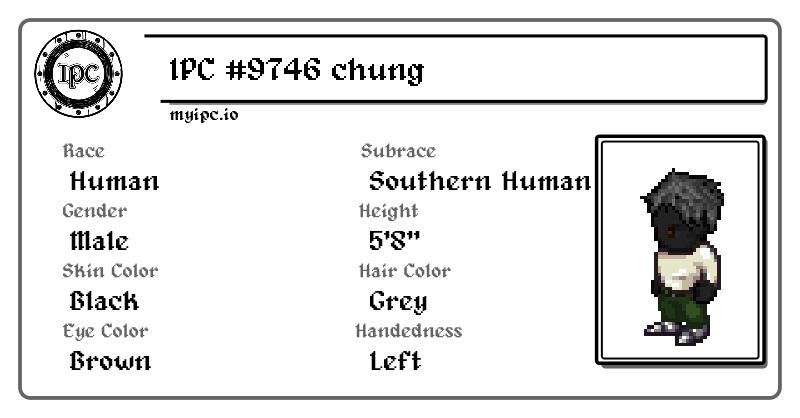 IPC
IPC #9746 chung
myipc.io
Race
Human
Subrace
Southern Human
Gender
Male
Height
5'8"
Skin Color
Black
Hair Color
Grey
Eye Color
Brown
Handedness
Left